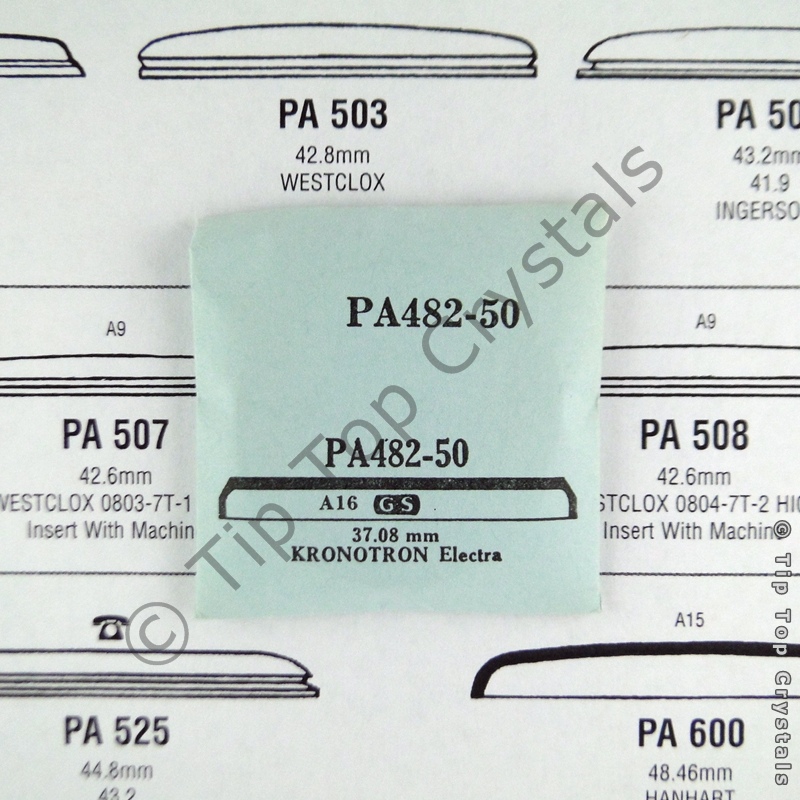 PA 503
42.8mm
WESTCLOX
PA 50
43.2mm
41.9
INGERSO
PA482-50
PA482-50
A16 GS
37.08 mm
KRONOTRON Electra
A9
PA 507
42.6mm
WESTCLOX 0803-7T-1
Insert With Machin
A9
PA 508
42.6mm
STCLOX 0804-7T-2 HI
Insert With Machin
PA 525
44.8mm
43.2
A15
PA 600
48.46mm
HANHART
© Tip Top Crystals
© Tip Top Crystals